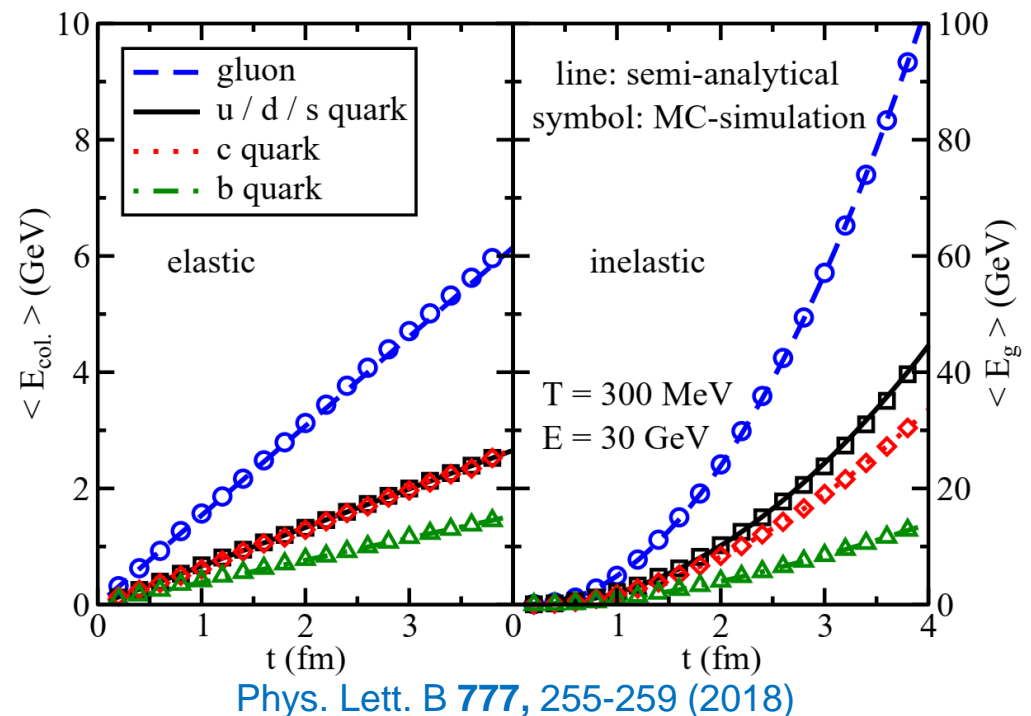 10
8
6
4
2
0
< E_col. > (GeV)
gluon
u / d / s quark
c quark
b quark
elastic
0 1 2 3
t (fm)
line: semi-analytical
symbol: MC-simulation
inelastic
T = 300 MeV
E = 30 GeV
100
80
60
40
20
0
< E_g > (GeV)
0 1 2 3 4
t (fm)
Phys. Lett. B 777, 255-259 (2018)